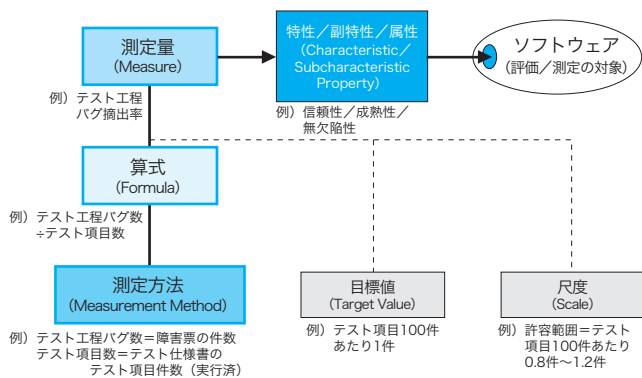 測定量
(Measure)
例）テスト工程
バグ摘出率
特性／副特性／属性
(Characteristic／
Subcharacteristic
Property)
例）信頼性／成熟性／
無欠陥性
ソフトウェア
(評価／測定の対象)
算式
(Formula)
例）テスト工程バグ数
÷テスト項目数
測定方法
(Measurement Method)
例）テスト工程バグ数＝障害票の件数
テスト項目数＝テスト仕様書の
テスト項目件数（実行済）
目標値
(Target Value)
例）テスト項目100件
あたり1件
尺度
(Scale)
例）許容範囲＝テスト
項目100件あたり
0.8件〜1.2件